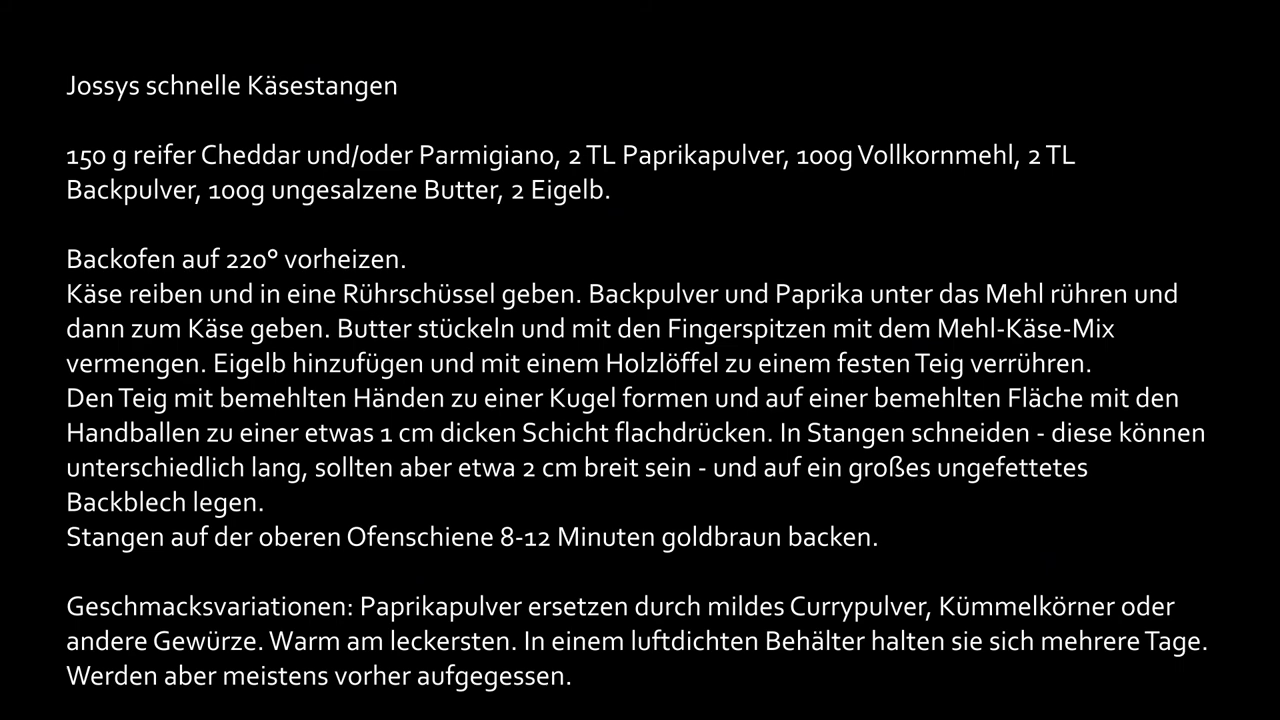 Jossys schnelle Käsestangen
150 g reifer Cheddar und/oder Parmigiano, 2 TL Paprikapulver, 100g Vollkornmehl, 2 TL
Backpulver, 100g ungesalzene Butter, 2 Eigelb.
Backofen auf 220° vorheizen.
Käse reiben und in eine Rührschüssel geben. Backpulver und Paprika unter das Mehl rühren und
dann zum Käse geben. Butter stückeln und mit den Fingerspitzen mit dem Mehl-Käse-Mix
vermengen. Eigelb hinzufügen und mit einem Holzlöffel zu einem festen Teig verrühren.
Den Teig mit bemehlten Händen zu einer Kugel formen und auf einer bemehlten Fläche mit den
Handballen zu einer etwas 1 cm dicken Schicht flachdrücken. In Stangen schneiden - diese können
unterschiedlich lang, sollten aber etwa 2 cm breit sein - und auf ein großes ungefettetes
Backblech legen.
Stangen auf der oberen Ofenschiene 8-12 Minuten goldbraun backen.
Geschmacksvariationen: Paprikapulver ersetzen durch mildes Currypulver, Kümmelkörner oder
andere Gewürze. Warm am leckersten. In einem luftdichten Behälter halten sie sich mehrere Tage.
Werden aber meistens vorher aufgegessen.